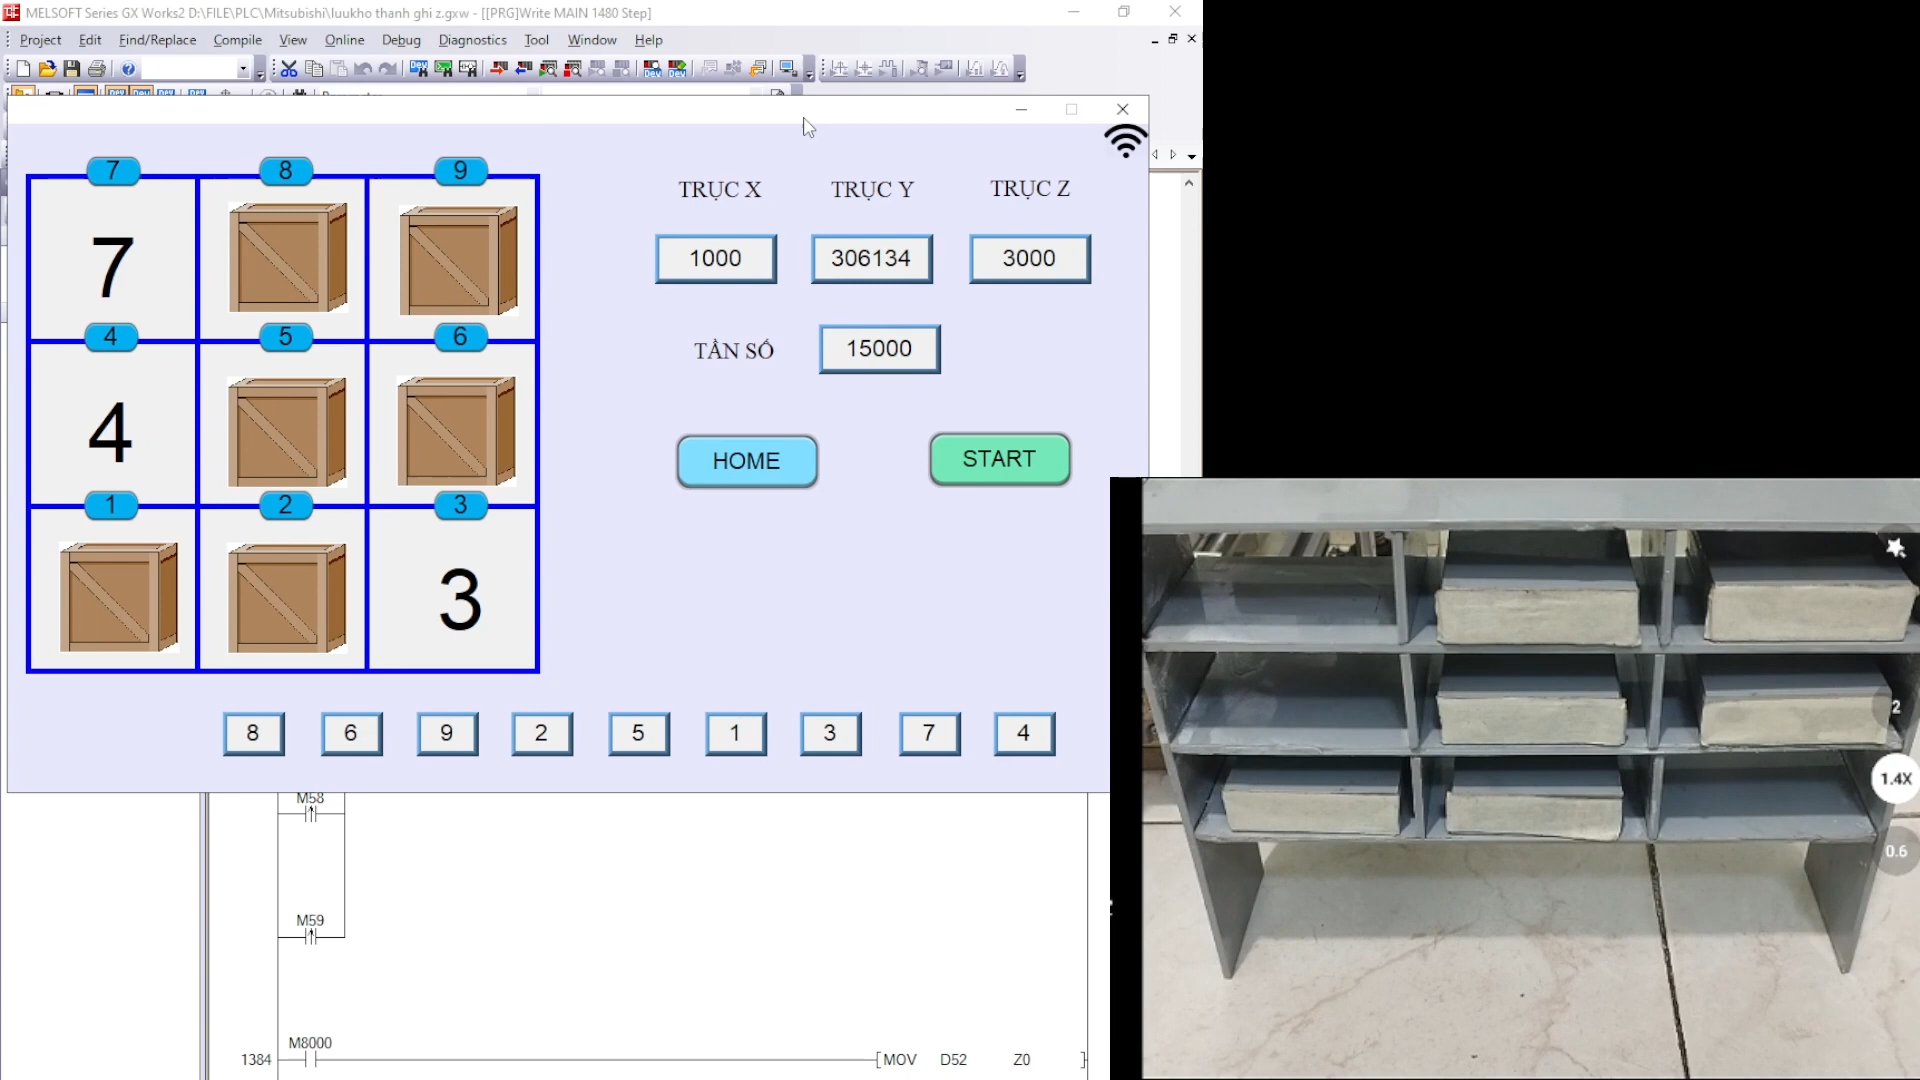 MELSOFT Series GX Works2 D:\FILE\PLC\Mitsubishi\luukho thanh ghi z.gxw - [[PRG]Write MAIN 1480 Step]
Project Edit Find/Replace Compile View Online Debug Diagnostics Tool Window Help
7 8 9
TRỤC X TRỤC Y TRỤC Z
7
1000 306134 3000
4 5 6
TẦN SỐ 15000
4
HOME START
1 2 3
3
8 6 9 2 5 1 3 7 4
2
1.4X
0.6
M58
M59
M8000
1384 [MOV D52 Z0 ]